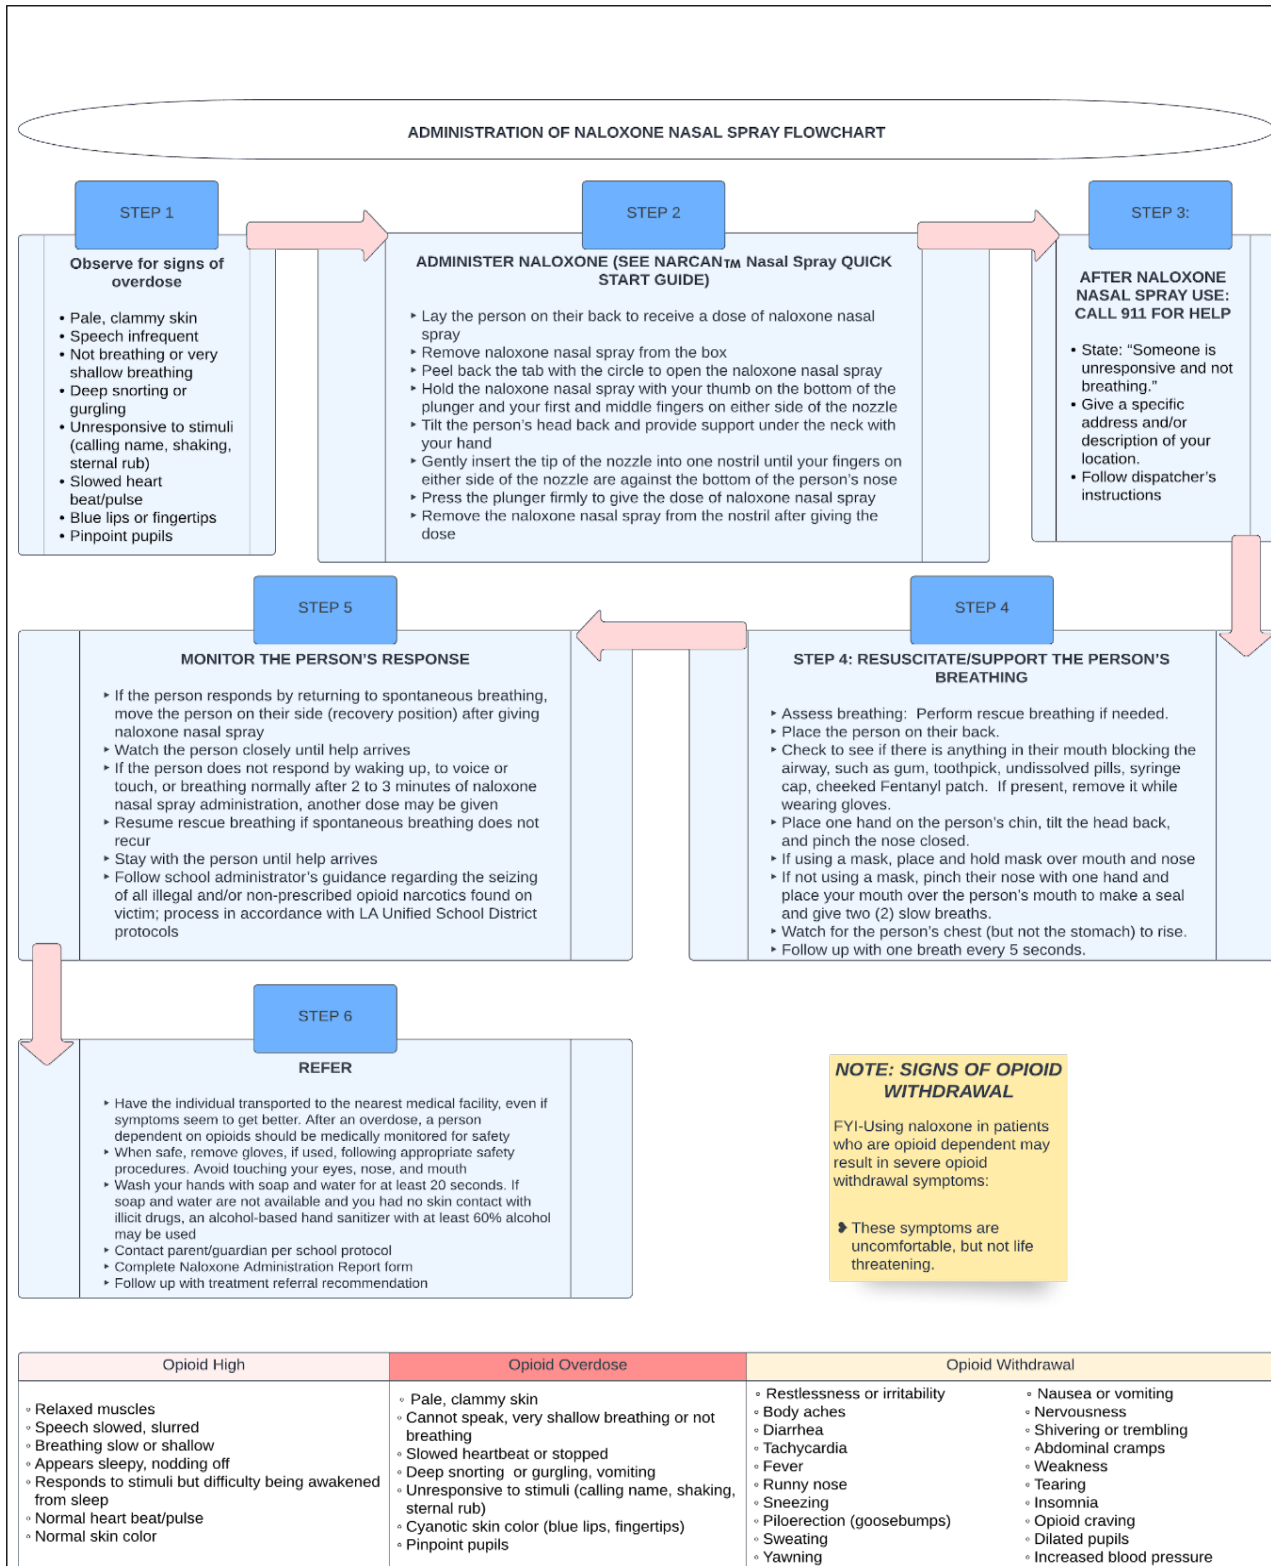 ADMINISTRATION OF NALOXONE NASAL SPRAY FLOWCHART
STEP 1
Observe for signs of
overdose
• Pale, clammy skin
• Speech infrequent
• Not breathing or very
shallow breathing
• Deep snorting or
gurgling
• Unresponsive to stimuli
(calling name, shaking,
sternal rub)
• Slowed heart
beat/pulse
• Blue lips or fingertips
• Pinpoint pupils
STEP 2
ADMINISTER NALOXONE (SEE NARCAN™ Nasal Spray QUICK
START GUIDE)
▸ Lay the person on their back to receive a dose of naloxone nasal
spray
▸ Remove naloxone nasal spray from the box
▸ Peel back the tab with the circle to open the naloxone nasal spray
▸ Hold the naloxone nasal spray with your thumb on the bottom of the
plunger and your first and middle fingers on either side of the nozzle
▸ Tilt the person's head back and provide support under the neck with
your hand
▸ Gently insert the tip of the nozzle into one nostril until your fingers on
either side of the nozzle are against the bottom of the person's nose
▸ Press the plunger firmly to give the dose of naloxone nasal spray
▸ Remove the naloxone nasal spray from the nostril after giving the
dose
STEP 3:
AFTER NALOXONE
NASAL SPRAY USE:
CALL 911 FOR HELP
• State: “Someone is
unresponsive and not
breathing.”
• Give a specific
address and/or
description of your
location.
• Follow dispatcher's
instructions
STEP 4
STEP 4: RESUSCITATE/SUPPORT THE PERSON'S
BREATHING
▸ Assess breathing: Perform rescue breathing if needed.
▸ Place the person on their back.
▸ Check to see if there is anything in their mouth blocking the
airway, such as gum, toothpick, undissolved pills, syringe
cap, cheeked Fentanyl patch. If present, remove it while
wearing gloves.
▸ Place one hand on the person's chin, tilt the head back,
and pinch the nose closed.
▸ If using a mask, place and hold mask over mouth and nose
▸ If not using a mask, pinch their nose with one hand and
place your mouth over the person's mouth to make a seal
and give two (2) slow breaths.
▸ Watch for the person's chest (but not the stomach) to rise.
▸ Follow up with one breath every 5 seconds.
STEP 5
MONITOR THE PERSON'S RESPONSE
▸ If the person responds by returning to spontaneous breathing,
move the person on their side (recovery position) after giving
naloxone nasal spray
▸ Watch the person closely until help arrives
▸ If the person does not respond by waking up, to voice or
touch, or breathing normally after 2 to 3 minutes of naloxone
nasal spray administration, another dose may be given
▸ Resume rescue breathing if spontaneous breathing does not
recur
▸ Stay with the person until help arrives
▸ Follow school administrator's guidance regarding the seizing
of all illegal and/or non-prescribed opioid narcotics found on
victim; process in accordance with LA Unified School District
protocols
STEP 6
REFER
▸ Have the individual transported to the nearest medical facility, even if
symptoms seem to get better. After an overdose, a person
dependent on opioids should be medically monitored for safety
▸ When safe, remove gloves, if used, following appropriate safety
procedures. Avoid touching your eyes, nose, and mouth
▸ Wash your hands with soap and water for at least 20 seconds. If
soap and water are not available and you had no skin contact with
illicit drugs, an alcohol-based hand sanitizer with at least 60% alcohol
may be used
▸ Contact parent/guardian per school protocol
▸ Complete Naloxone Administration Report form
▸ Follow up with treatment referral recommendation
NOTE: SIGNS OF OPIOID
WITHDRAWAL
FYI-Using naloxone in patients
who are opioid dependent may
result in severe opioid
withdrawal symptoms:
❥ These symptoms are
uncomfortable, but not life
threatening.
Opioid High
◦ Relaxed muscles
◦ Speech slowed, slurred
◦ Breathing slow or shallow
◦ Appears sleepy, nodding off
◦ Responds to stimuli but difficulty being awakened
from sleep
◦ Normal heart beat/pulse
◦ Normal skin color
Opioid Overdose
◦ Pale, clammy skin
◦ Cannot speak, very shallow breathing or not
breathing
◦ Slowed heartbeat or stopped
◦ Deep snorting or gurgling, vomiting
◦ Unresponsive to stimuli (calling name, shaking,
sternal rub)
◦ Cyanotic skin color (blue lips, fingertips)
◦ Pinpoint pupils
Opioid Withdrawal
◦ Restlessness or irritability
◦ Body aches
◦ Diarrhea
◦ Tachycardia
◦ Fever
◦ Runny nose
◦ Sneezing
◦ Piloerection (goosebumps)
◦ Sweating
◦ Yawning
◦ Nausea or vomiting
◦ Nervousness
◦ Shivering or trembling
◦ Abdominal cramps
◦ Weakness
◦ Tearing
◦ Insomnia
◦ Opioid craving
◦ Dilated pupils
◦ Increased blood pressure